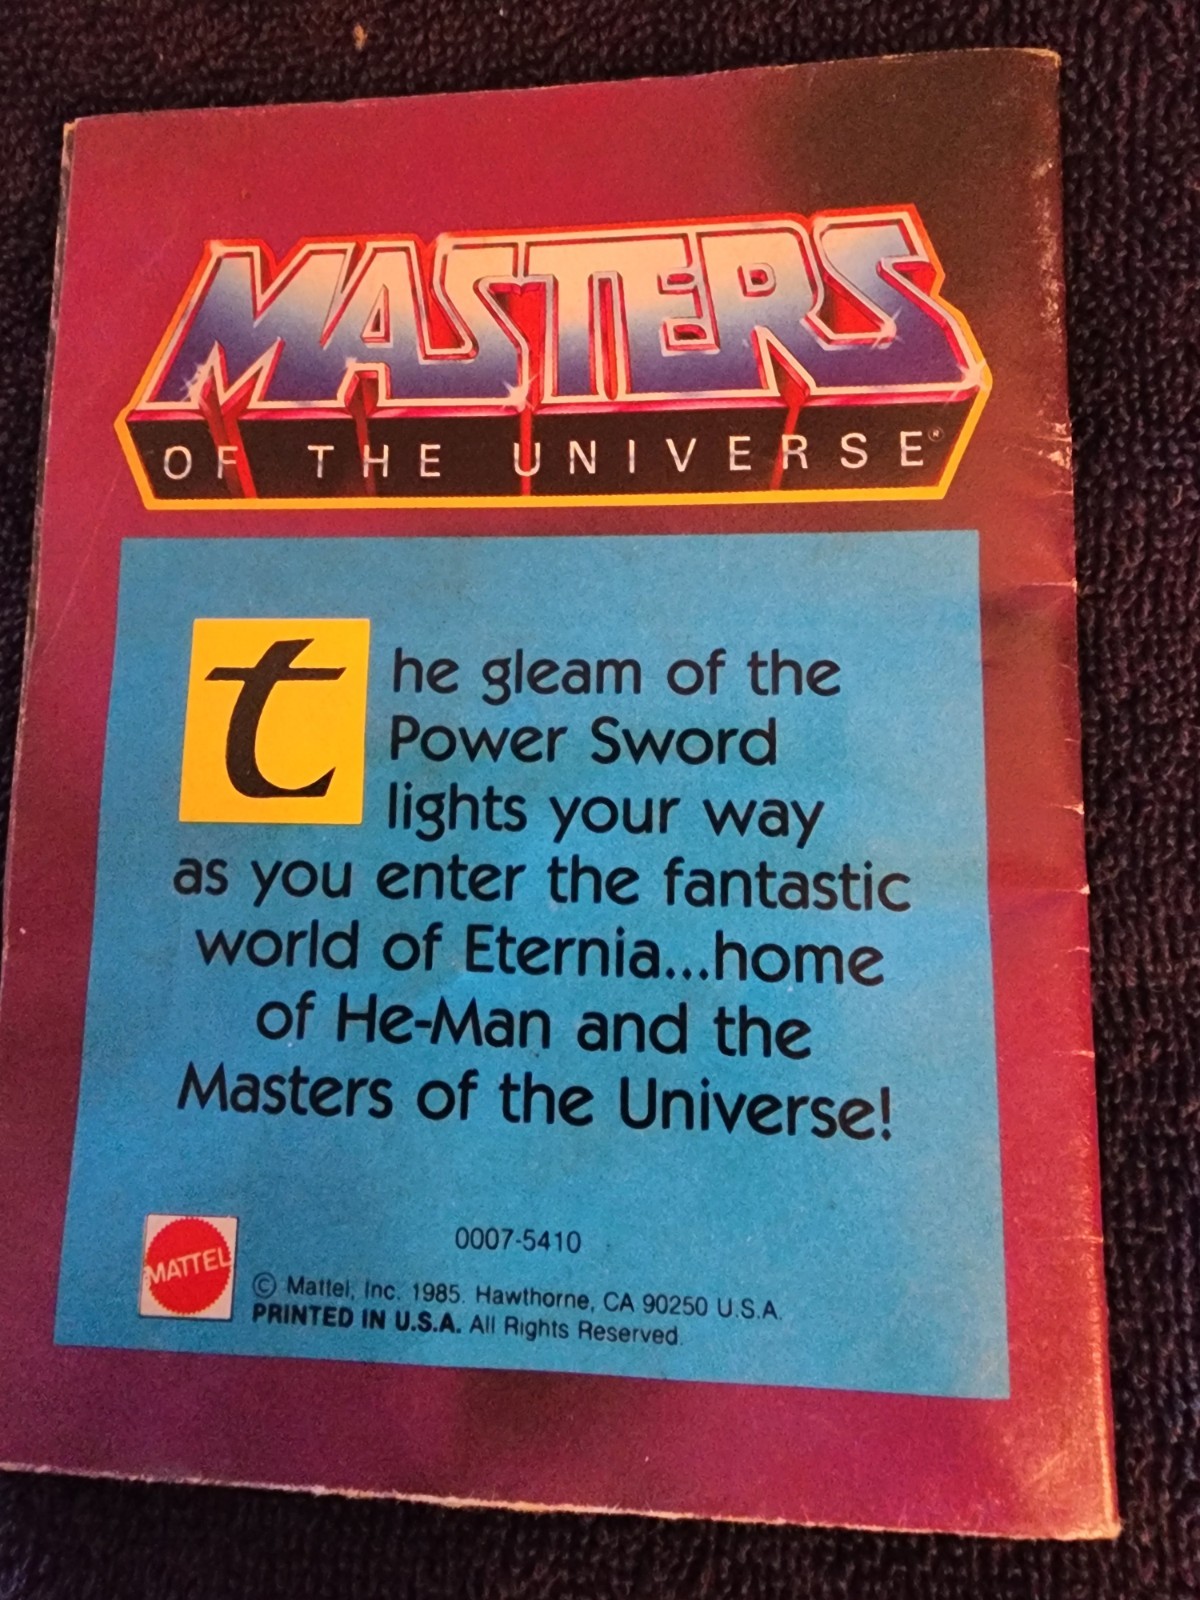 MASTERS
OF THE UNIVERSE®
the gleam of the
Power Sword
lights your way
as you enter the fantastic
world of Eternia...home
of He-Man and the
Masters of the Universe!
0007-5410
MATTEL
© Mattel, Inc. 1985. Hawthorne, CA 90250 U.S.A.
PRINTED IN U.S.A. All Rights Reserved.